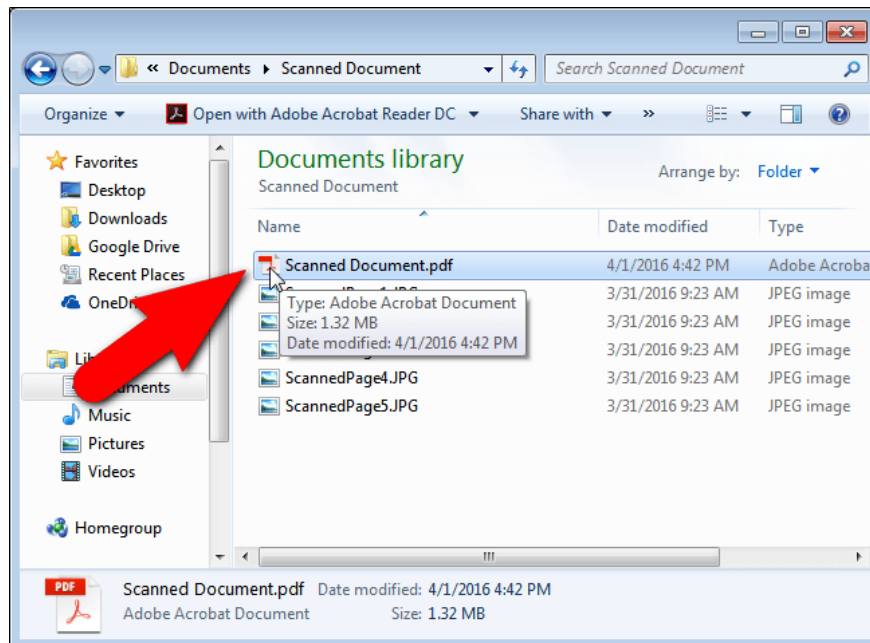 « Documents ▸ Scanned Document
Search Scanned Document
Organize Open with Adobe Acrobat Reader DC Share with »
Favorites
Desktop
Downloads
Google Drive
Recent Places
Documents
Music
Pictures
Videos
Homegroup
Documents library
Scanned Document
Arrange by: Folder
Name Date modified Type
Scanned Document.pdf 4/1/2016 4:42 PM Adobe Acroba
3/31/2016 9:23 AM JPEG image
3/31/2016 9:23 AM JPEG image
3/31/2016 9:23 AM JPEG image
ScannedPage4.JPG 3/31/2016 9:23 AM JPEG image
ScannedPage5.JPG 3/31/2016 9:23 AM JPEG image
Type: Adobe Acrobat Document
Size: 1.32 MB
Date modified: 4/1/2016 4:42 PM
PDF
Scanned Document.pdf Date modified: 4/1/2016 4:42 PM
Adobe Acrobat Document Size: 1.32 MB